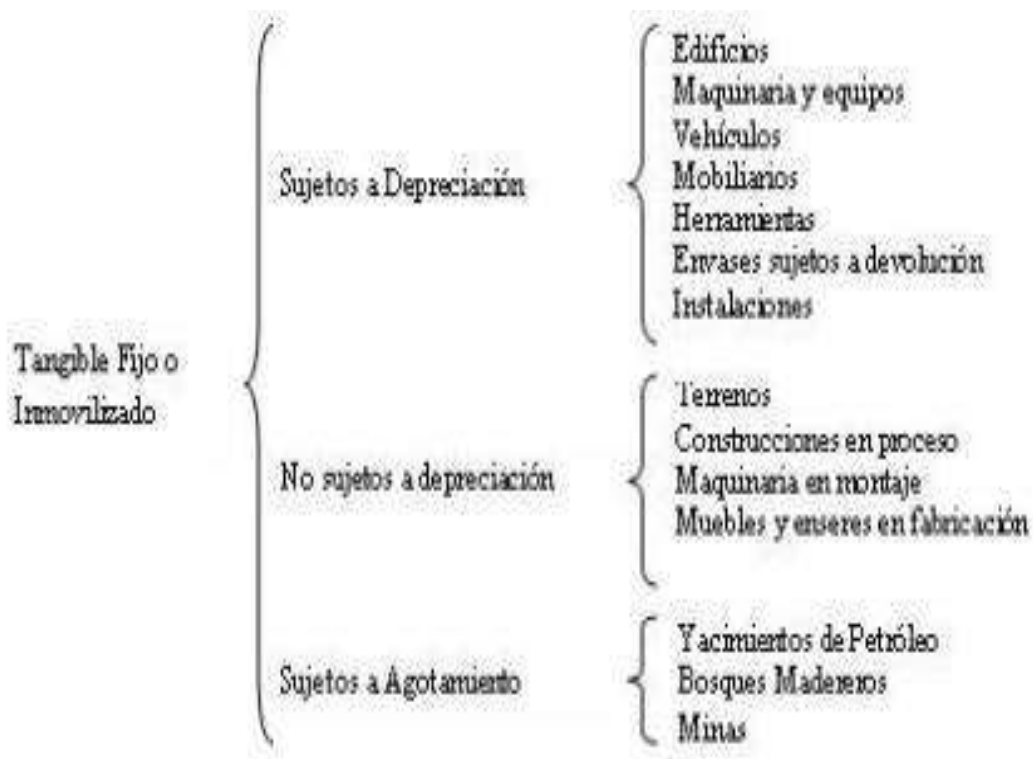 Tangible Fijo o
Inmovilizado
Sujetos a Depreciación
Edificios
Maquinaria y equipos
Vehículos
Mobiliarios
Herramientas
Envases sujetos a devolución
Instalaciones
No sujetos a depreciación
Terrenos
Construcciones en proceso
Maquinaria en montaje
Muebles y enseres en fabricación
Sujetos a Agotamiento
Yacimientos de Petróleo
Bosques Madereros
Minas